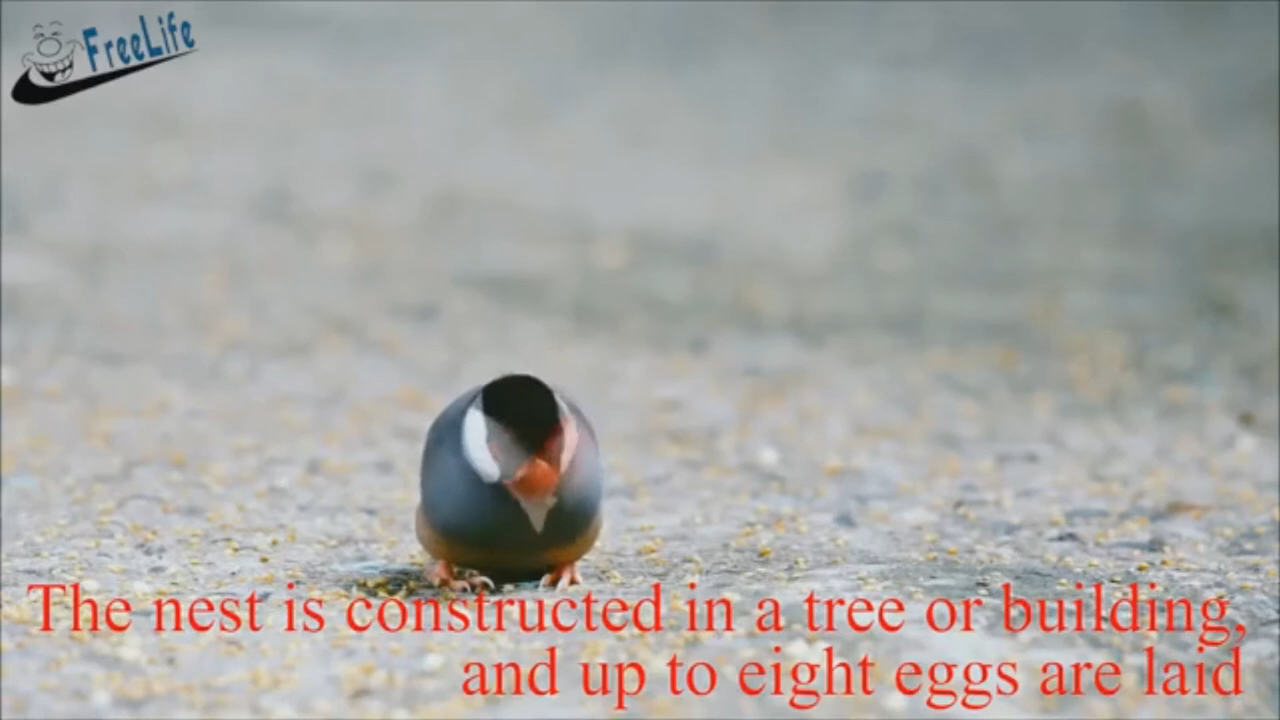 FreeLife
The nest is constructed in a tree or building,
and up to eight eggs are laid